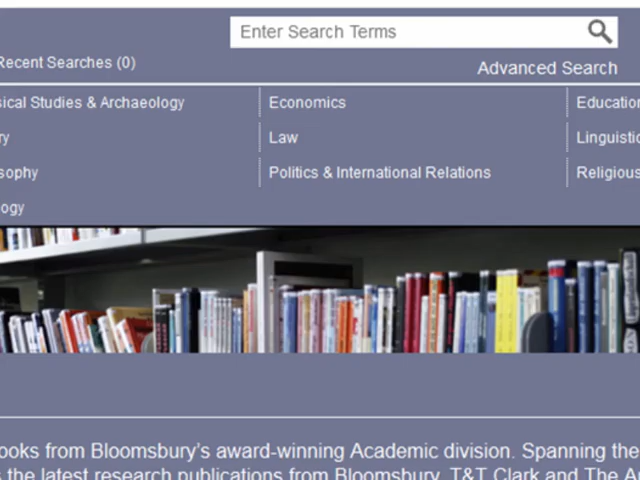 Enter Search Terms
Recent Searches (0)
Advanced Search
Economics
Law
Politics & International Relations
sical Studies & Archaeology
ry
sophy
ogy
Education
Linguistic
Religious
ooks from Bloomsbury's award-winning Academic division. Spanning the
the latest research publications from Bloomsbury, T&T Clark and The A